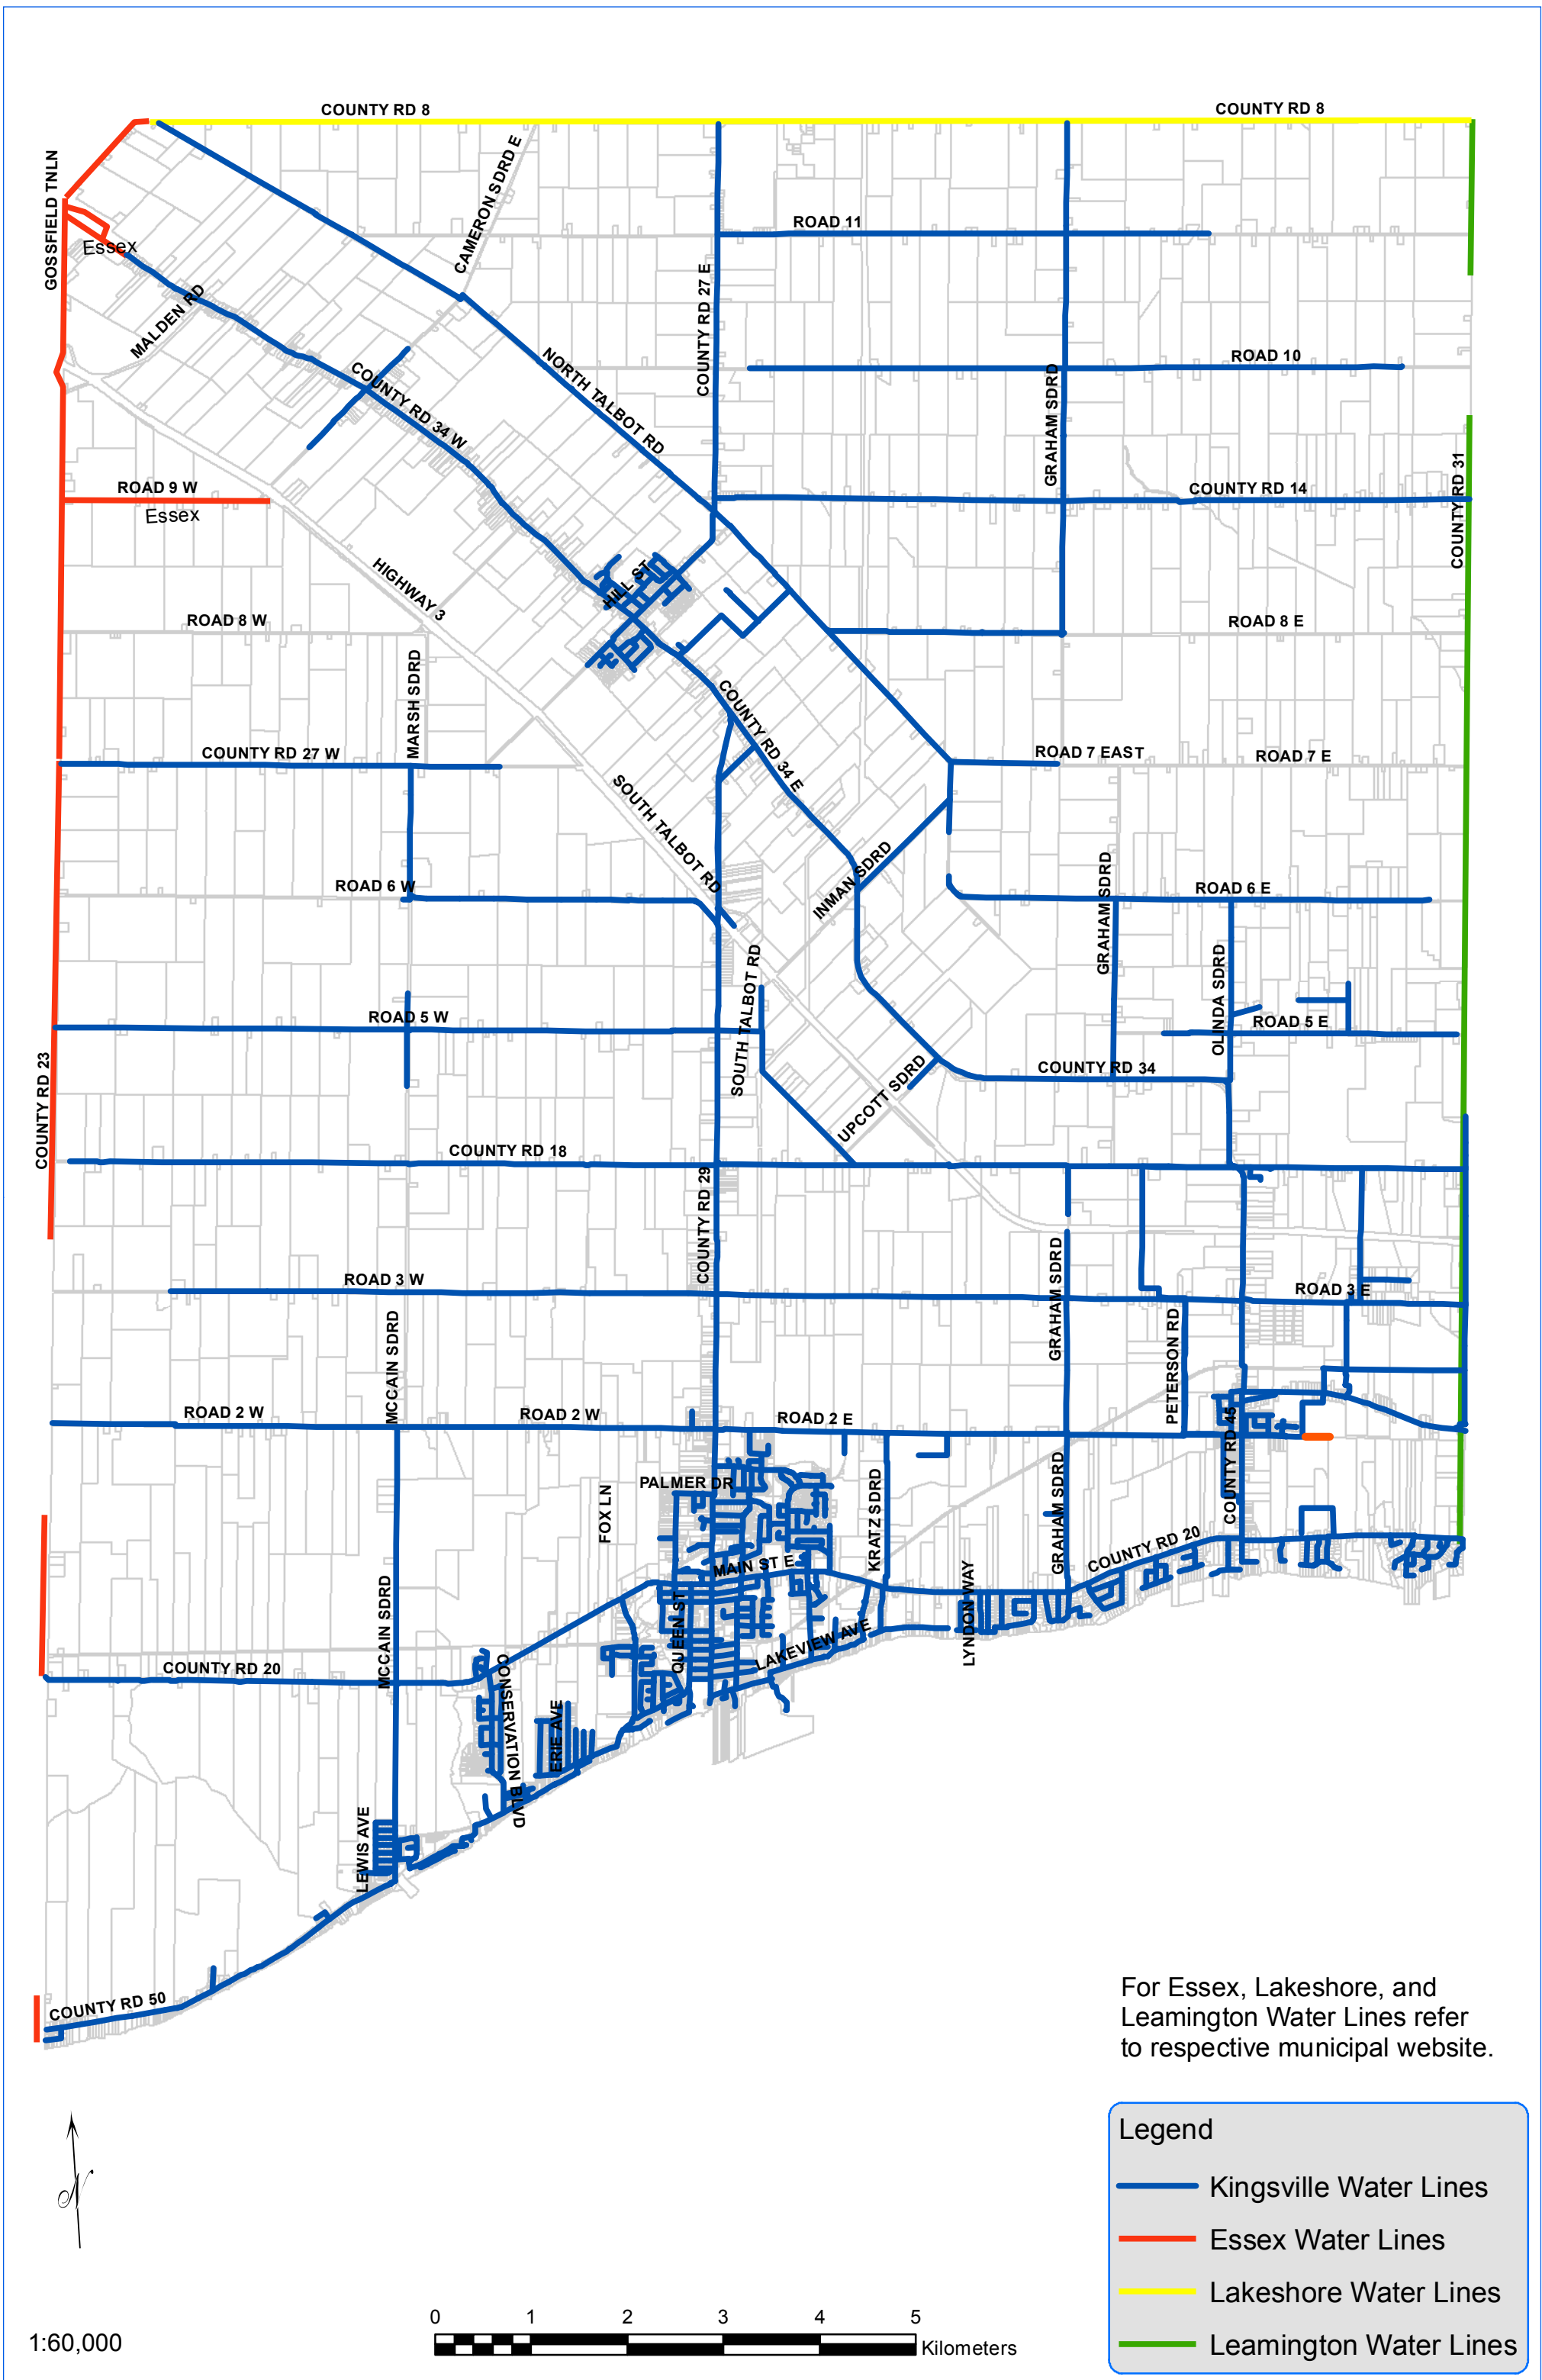 COUNTY RD 8
COUNTY RD 8
GOSSFIELD TNLN
CAMERON SDRD E
ROAD 11
Essex
COUNTY RD 27 E
MALDEN RD
NORTH TALBOT RD
ROAD 10
COUNTY RD 34 W
GRAHAM SDRD
COUNTY RD 31
ROAD 9 W
COUNTY RD 14
Essex
HIGHWAY 3
HILL ST
ROAD 8 W
ROAD 8 E
MARSH SDRD
COUNTY RD 34 E
COUNTY RD 27 W
ROAD 7 EAST
ROAD 7 E
SOUTH TALBOT RD
INMAN SDRD
GRAHAM SDRD
ROAD 6 W
ROAD 6 E
SOUTH TALBOT RD
OLINDA SDRD
ROAD 5 W
ROAD 5 E
COUNTY RD 23
UPCOTT SDRD
COUNTY RD 34
COUNTY RD 18
COUNTY RD 29
GRAHAM SDRD
ROAD 3 W
ROAD 3 E
MCCAIN SDRD
PETERSON RD
ROAD 2 W
ROAD 2 W
ROAD 2 E
COUNTY RD 45
PALMER DR
FOX LN
KRATZ SDRD
GRAHAM SDRD
MAIN ST E
COUNTY RD 20
MCCAIN SDRD
QUEEN ST
LYNDON WAY
LAKEVIEW AVE
COUNTY RD 20
CONSERVATION BLVD
ERIE AVE
LEWIS AVE
COUNTY RD 50
For Essex, Lakeshore, and
Leamington Water Lines refer
to respective municipal website.
N
Legend
Kingsville Water Lines
Essex Water Lines
Lakeshore Water Lines
Leamington Water Lines
0 1 2 3 4 5
Kilometers
1:60,000